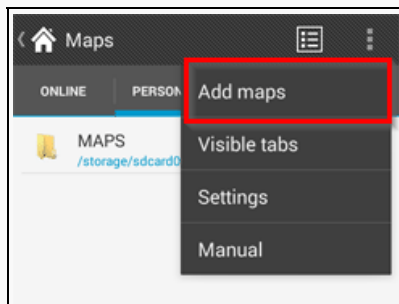 Maps
ONLINE PERSON
Add maps
MAPS
/storage/sdcard0
Visible tabs
Settings
Manual